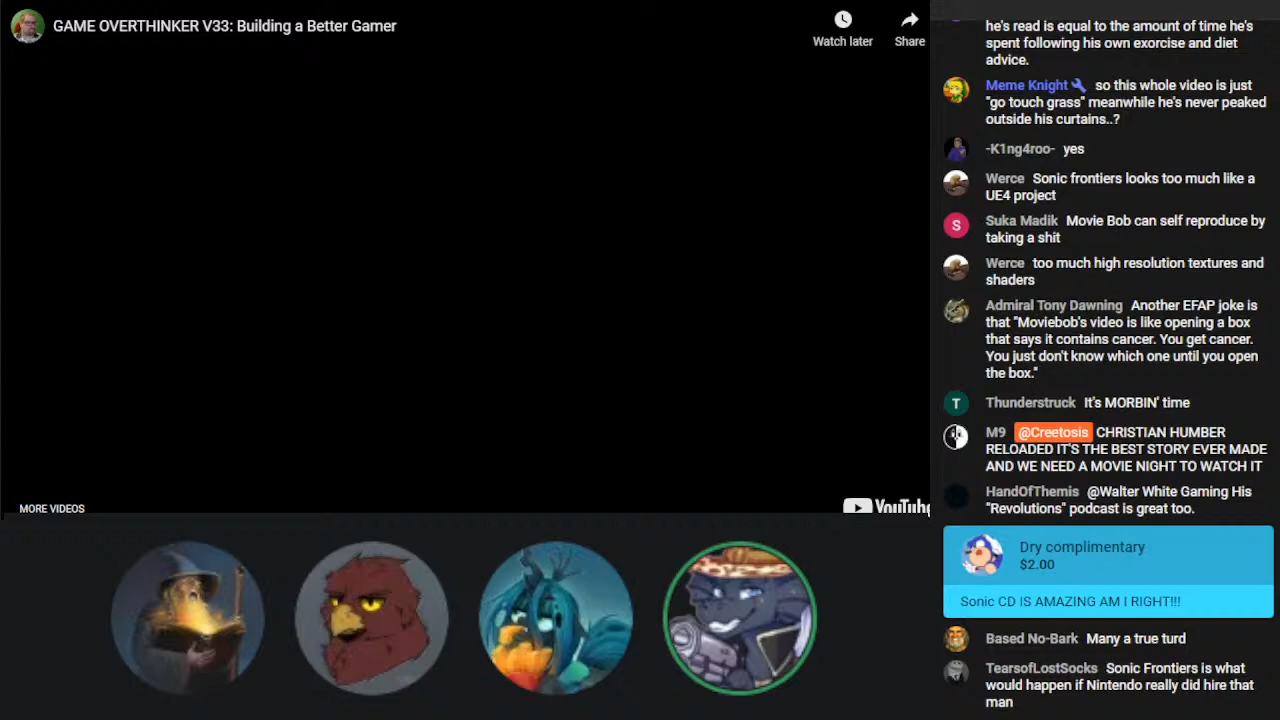 GAME OVERTHINKER V33: Building a Better Gamer
Watch later
Share
MORE VIDEOS
YouTube
he's read is equal to the amount of time he's
spent following his own exorcise and diet
advice.
Meme Knight so this whole video is just
"go touch grass" meanwhile he's never peaked
outside his curtains..?
-K1ng4roo- yes
Werce Sonic frontiers looks too much like a
UE4 project
S
Suka Madik Movie Bob can self reproduce by
taking a shit
Werce too much high resolution textures and
shaders
Admiral Tony Dawning Another EFAP joke is
that "Moviebob's video is like opening a box
that says it contains cancer. You get cancer.
You just don't know which one until you open
the box."
T
Thunderstruck It's MORBIN' time
M9 @Creetosis CHRISTIAN HUMBER
RELOADED IT'S THE BEST STORY EVER MADE
AND WE NEED A MOVIE NIGHT TO WATCH IT
HandOfThemis @Walter White Gaming His
"Revolutions" podcast is great too.
Dry complimentary
$2.00
Sonic CD IS AMAZING AM I RIGHT!!!
Based No-Bark Many a true turd
TearsofLostSocks Sonic Frontiers is what
would happen if Nintendo really did hire that
man